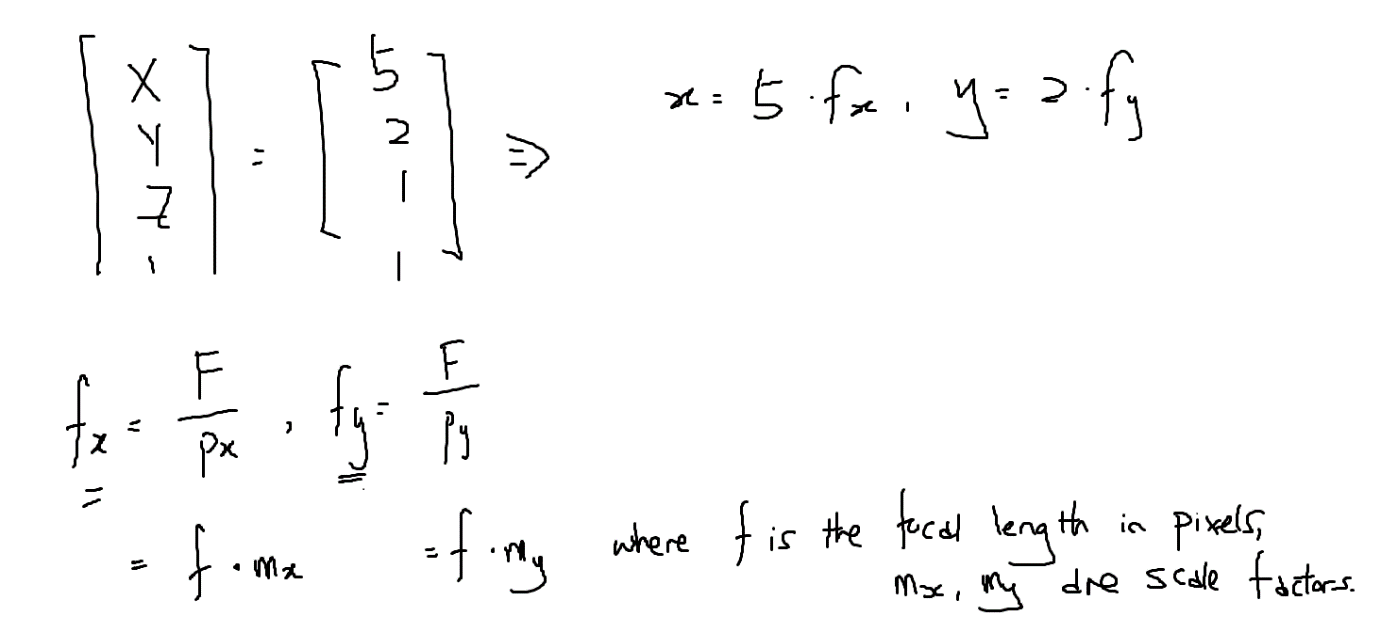 [X Y Z 1] = [5 2 1 1] ⇒ x = 5 · fx , y = 2 · fy
fx = F/px , fy = F/py
= f · mx = f · my where f is the focal length in pixels,
mx, my are scale factors.